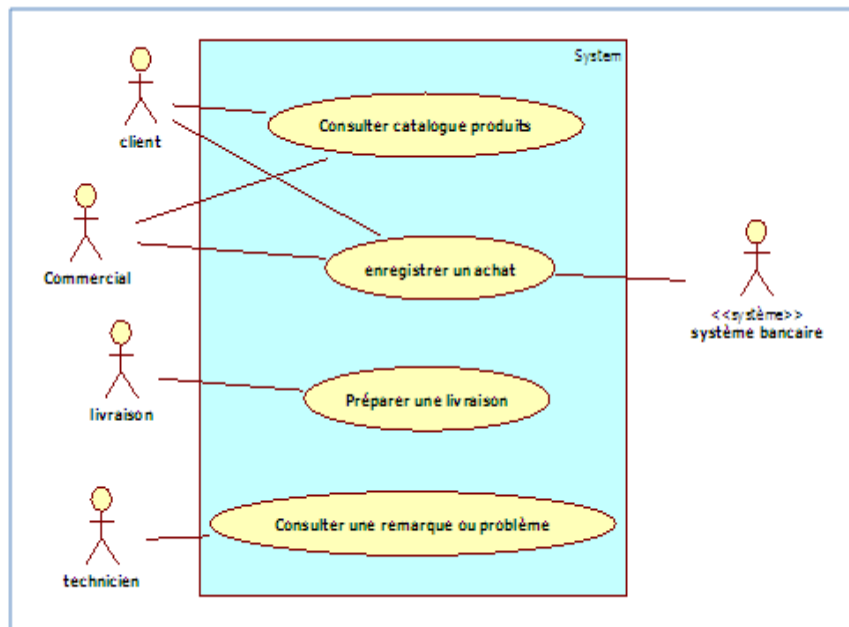 System
client
Consulter catalogue produits
Commercial
enregistrer un achat
<<système>>
système bancaire
livraison
Préparer une livraison
technicien
Consulter une remarque ou problème